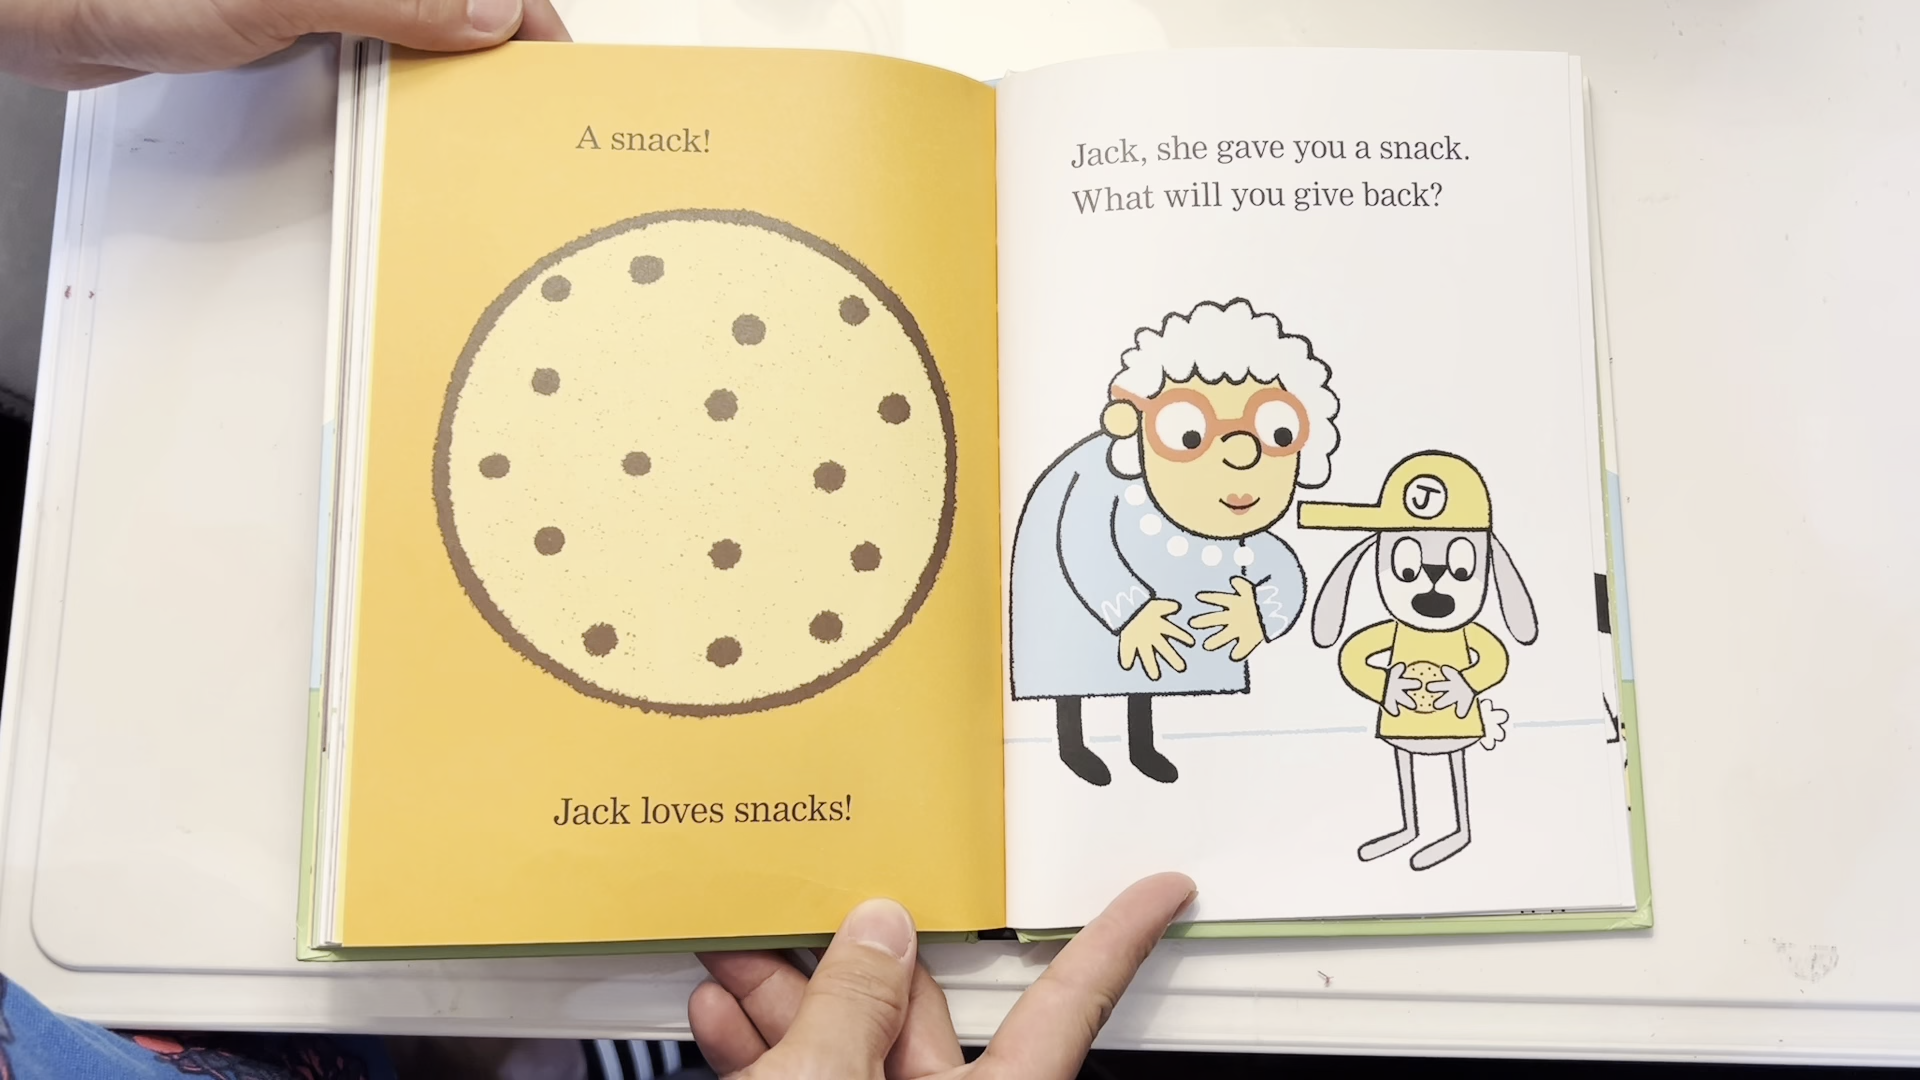 A snack!
Jack loves snacks!
Jack, she gave you a snack.
What will you give back?
J